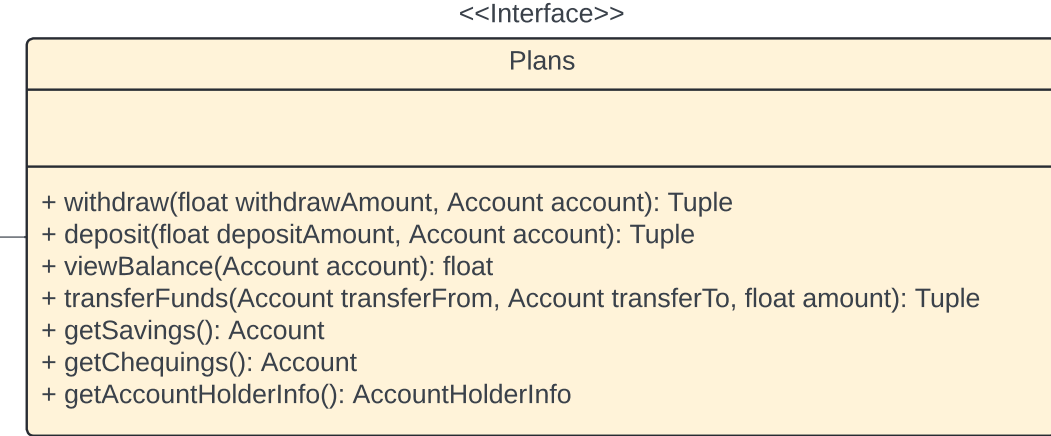 <<Interface>>
Plans
+ withdraw(float withdrawAmount, Account account): Tuple
+ deposit(float depositAmount, Account account): Tuple
+ viewBalance(Account account): float
+ transferFunds(Account transferFrom, Account transferTo, float amount): Tuple
+ getSavings(): Account
+ getChequings(): Account
+ getAccountHolderInfo(): AccountHolderInfo